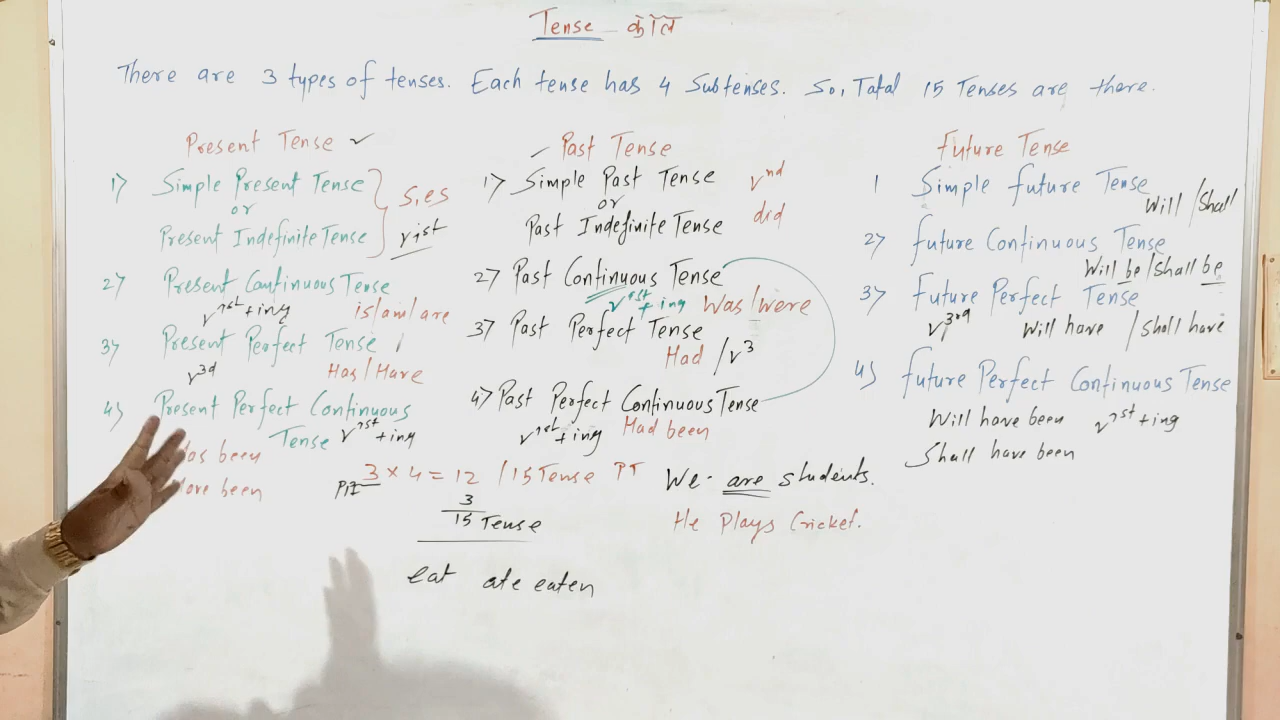 Tense - काल
There are 3 types of tenses. Each tense has 4 Subtenses. So, Total 15 Tenses are there.
Present Tense ✓
1) Simple Present Tense
or
Present Indefinite Tense
S, es
v1st
2) Present Continuous Tense
v1st + ing is/am/are
3) Present Perfect Tense
v3d Has/Have
4) Present Perfect Continuous
Tense v1st + ing
Has been
Have been
Past Tense
1) Simple Past Tense
or
Past Indefinite Tense
vnd
did
2) Past Continuous Tense
v1st + ing Was/were
3) Past Perfect Tense
Had / v3
4) Past Perfect Continuous Tense
v1st + ing Had been
Future Tense
1 Simple future Tense
Will / Shall
2) future Continuous Tense
Will be / Shall be
3) Future Perfect Tense
v3rd Will have / Shall have
4) future Perfect Continuous Tense
Will have been v1st + ing
Shall have been
3 × 4 = 12 / 15 Tense PT
3
15 Tense
We are students.
He Plays Cricket.
eat ate eaten